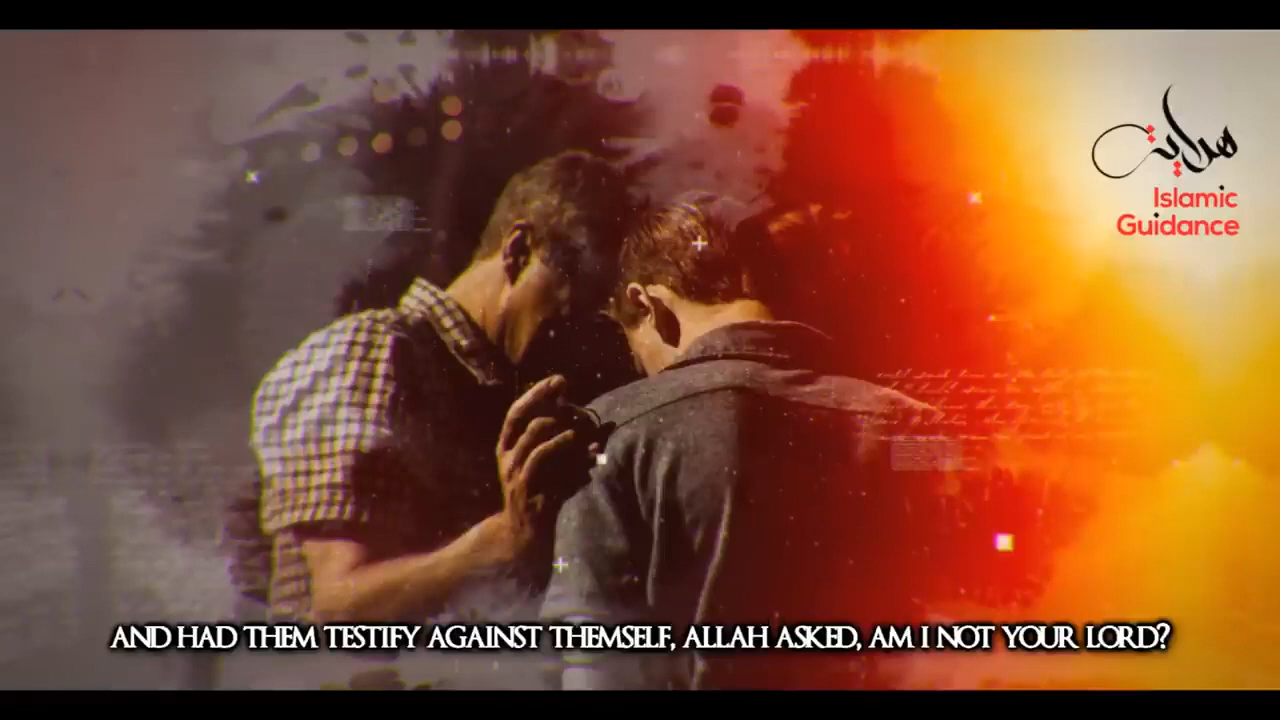 هداية
Islamic
Guidance
AND HAD THEM TESTIFY AGAINST THEMSELF, ALLAH ASKED, AM I NOT YOUR LORD?